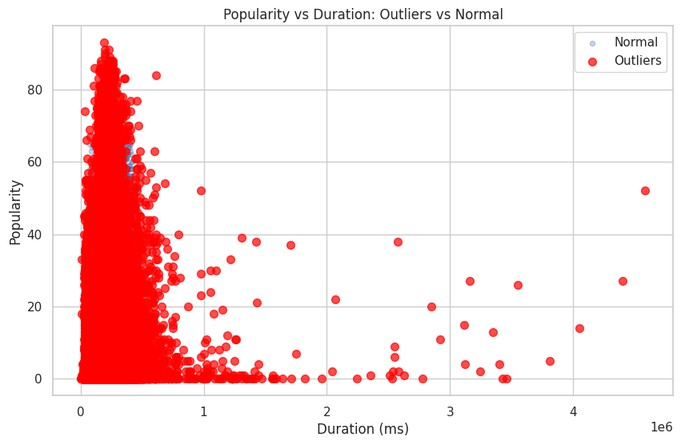 Popularity vs Duration: Outliers vs Normal
Normal
Outliers
Popularity
80
60
40
20
0
0 1 2 3 4
1e6
Duration (ms)